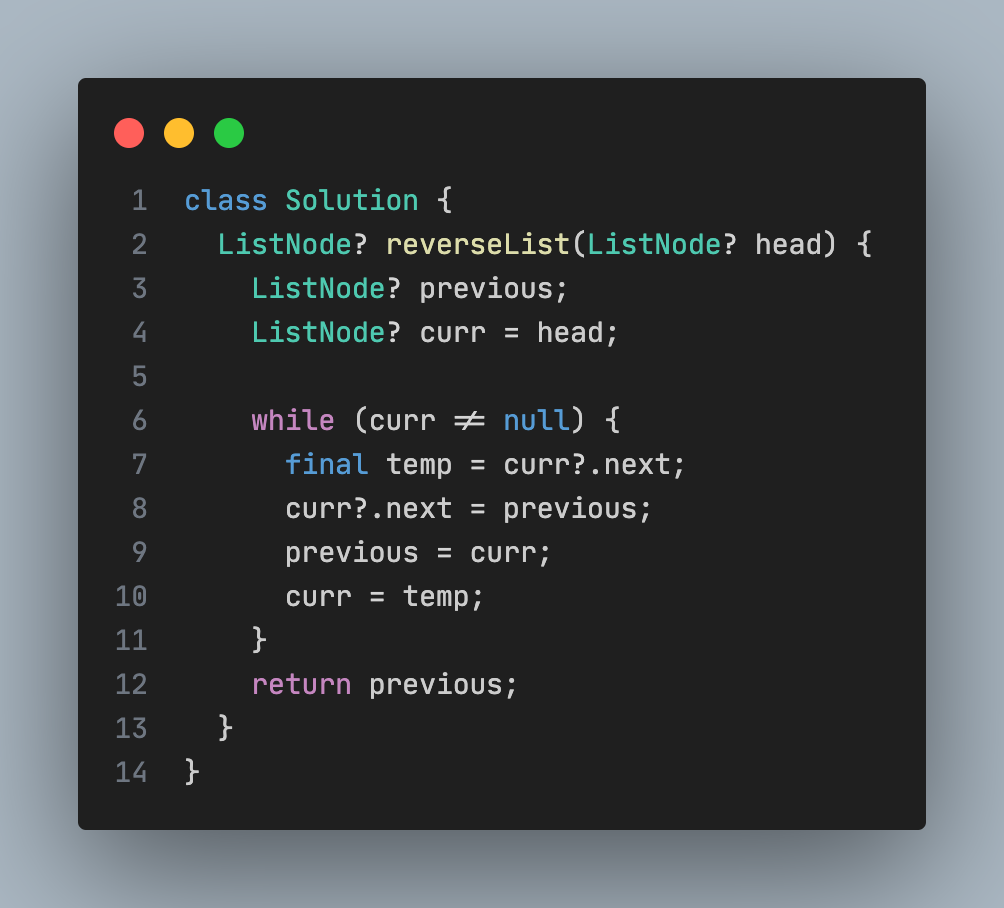 1 class Solution {
2   ListNode? reverseList(ListNode? head) {
3     ListNode? previous;
4     ListNode? curr = head;
5
6     while (curr != null) {
7       final temp = curr?.next;
8       curr?.next = previous;
9       previous = curr;
10       curr = temp;
11     }
12     return previous;
13   }
14 }